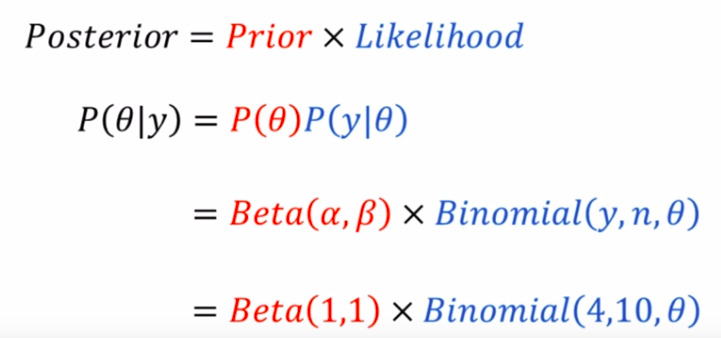 Posterior = Prior × Likelihood
P(θ|y) = P(θ)P(y|θ)
= Beta(α, β) × Binomial(y, n, θ)
= Beta(1,1) × Binomial(4,10, θ)